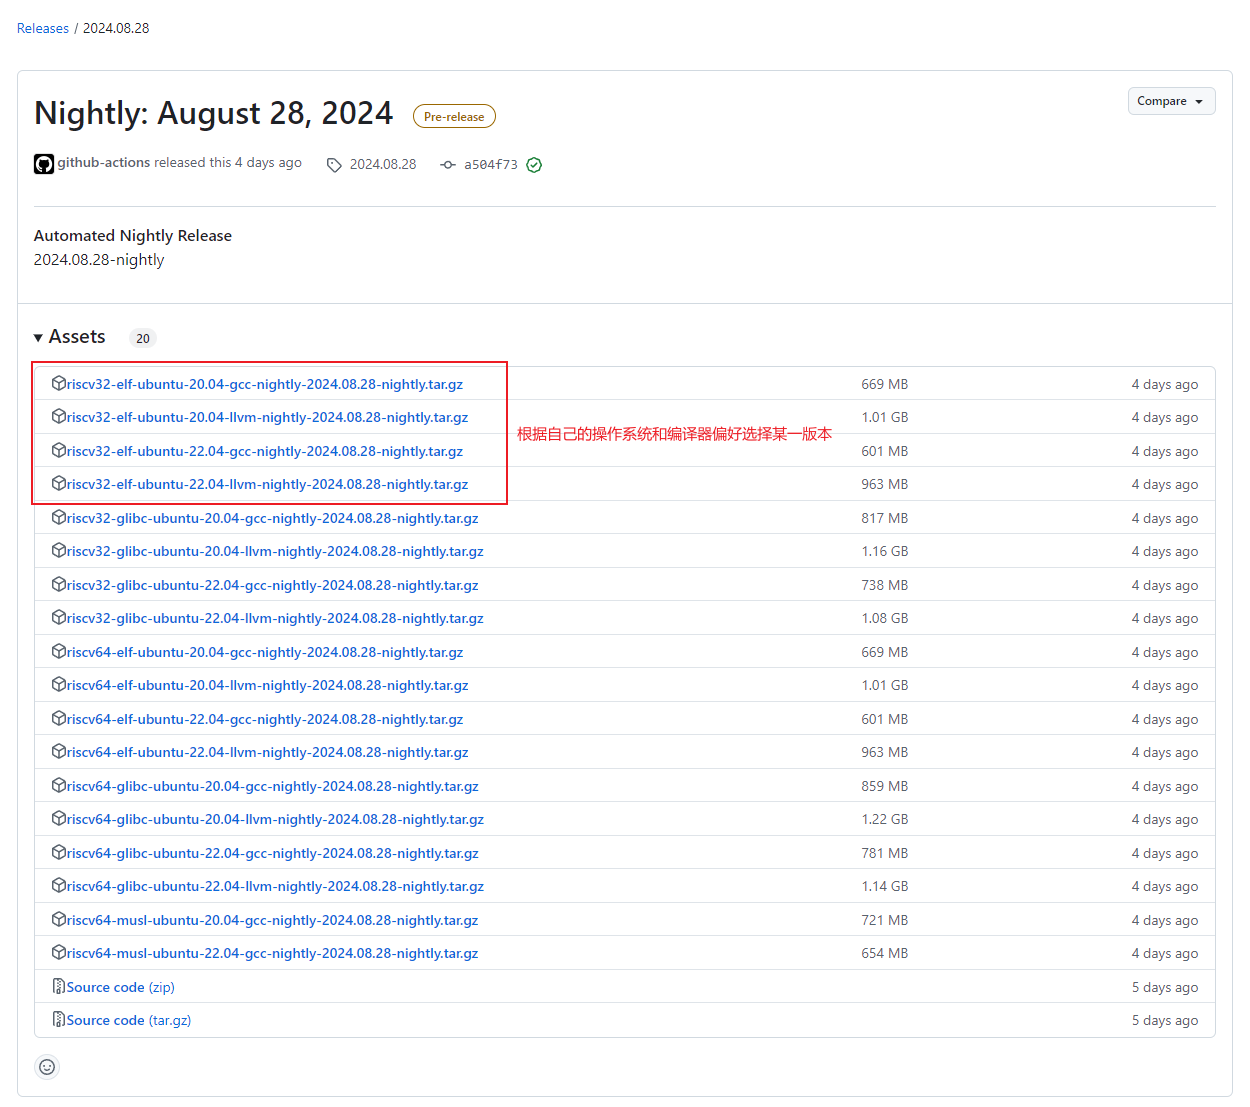 Releases / 2024.08.28
Nightly: August 28, 2024 Pre-release Compare
github-actions released this 4 days ago 2024.08.28 a504f73
Automated Nightly Release
2024.08.28-nightly
Assets 20
riscv32-elf-ubuntu-20.04-gcc-nightly-2024.08.28-nightly.tar.gz 669 MB 4 days ago
riscv32-elf-ubuntu-20.04-llvm-nightly-2024.08.28-nightly.tar.gz 1.01 GB 4 days ago
根据自己的操作系统和编译器偏好选择某一版本
riscv32-elf-ubuntu-22.04-gcc-nightly-2024.08.28-nightly.tar.gz 601 MB 4 days ago
riscv32-elf-ubuntu-22.04-llvm-nightly-2024.08.28-nightly.tar.gz 963 MB 4 days ago
riscv32-glibc-ubuntu-20.04-gcc-nightly-2024.08.28-nightly.tar.gz 817 MB 4 days ago
riscv32-glibc-ubuntu-20.04-llvm-nightly-2024.08.28-nightly.tar.gz 1.16 GB 4 days ago
riscv32-glibc-ubuntu-22.04-gcc-nightly-2024.08.28-nightly.tar.gz 738 MB 4 days ago
riscv32-glibc-ubuntu-22.04-llvm-nightly-2024.08.28-nightly.tar.gz 1.08 GB 4 days ago
riscv64-elf-ubuntu-20.04-gcc-nightly-2024.08.28-nightly.tar.gz 669 MB 4 days ago
riscv64-elf-ubuntu-20.04-llvm-nightly-2024.08.28-nightly.tar.gz 1.01 GB 4 days ago
riscv64-elf-ubuntu-22.04-gcc-nightly-2024.08.28-nightly.tar.gz 601 MB 4 days ago
riscv64-elf-ubuntu-22.04-llvm-nightly-2024.08.28-nightly.tar.gz 963 MB 4 days ago
riscv64-glibc-ubuntu-20.04-gcc-nightly-2024.08.28-nightly.tar.gz 859 MB 4 days ago
riscv64-glibc-ubuntu-20.04-llvm-nightly-2024.08.28-nightly.tar.gz 1.22 GB 4 days ago
riscv64-glibc-ubuntu-22.04-gcc-nightly-2024.08.28-nightly.tar.gz 781 MB 4 days ago
riscv64-glibc-ubuntu-22.04-llvm-nightly-2024.08.28-nightly.tar.gz 1.14 GB 4 days ago
riscv64-musl-ubuntu-20.04-gcc-nightly-2024.08.28-nightly.tar.gz 721 MB 4 days ago
riscv64-musl-ubuntu-22.04-gcc-nightly-2024.08.28-nightly.tar.gz 654 MB 4 days ago
Source code (zip) 5 days ago
Source code (tar.gz) 5 days ago